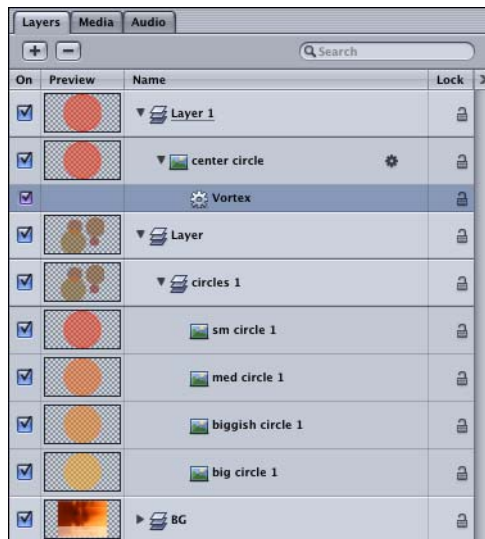 Layers Media Audio
Search
On Preview Name Lock
Layer 1
center circle
Vortex
Layer
circles 1
sm circle 1
med circle 1
biggish circle 1
big circle 1
BG